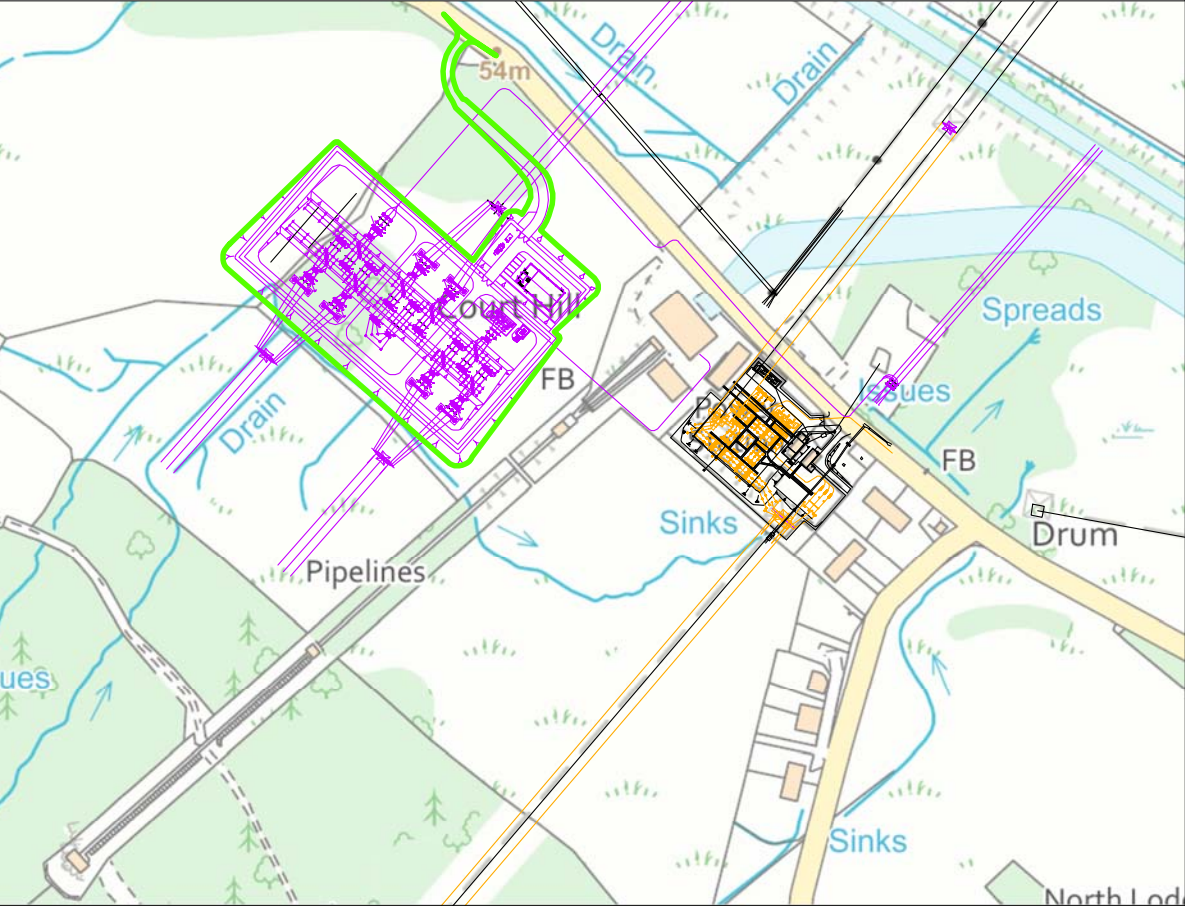 Drain
Drain
54m
Spreads
Court Hill
FB
Issues
Drain
FB
Sinks
Drum
Pipelines
ues
Sinks
North Lod